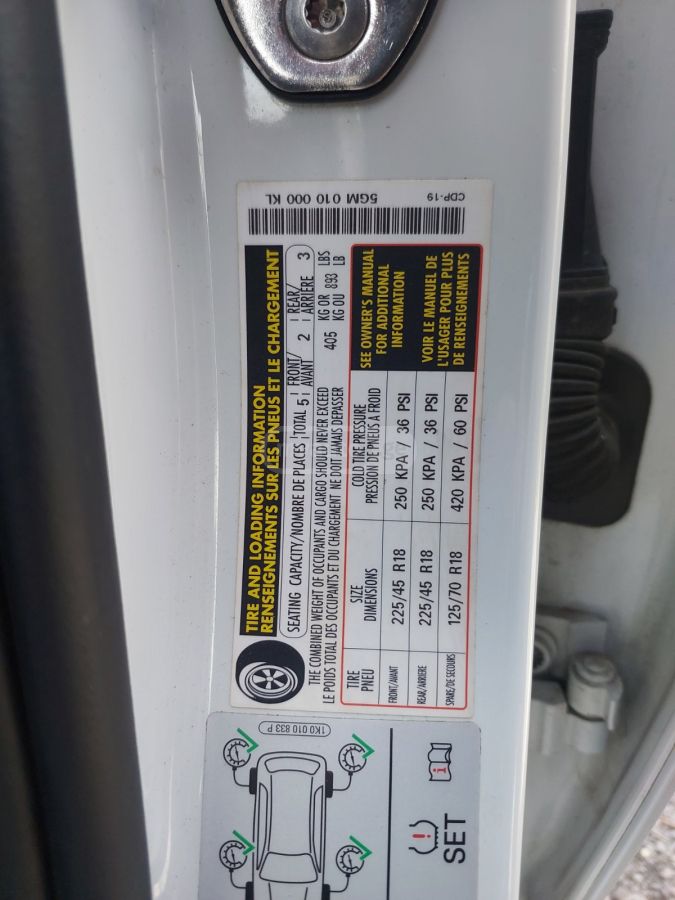 5GM 010 000 KL
CDP-19
TIRE AND LOADING INFORMATION
RENSEIGNEMENTS SUR LES PNEUS ET LE CHARGEMENT
SEATING CAPACITY/NOMBRE DE PLACES TOTAL 5 FRONT/AVANT 2 REAR/ARRIÈRE 3
THE COMBINED WEIGHT OF OCCUPANTS AND CARGO SHOULD NEVER EXCEED 405 KG OR 893 LBS
LE POIDS TOTAL DES OCCUPANTS ET DU CHARGEMENT NE DOIT JAMAIS DEPASSER KG OU LB
TIRE PNEU
SIZE DIMENSIONS
COLD TIRE PRESSURE PRESSION DE PNEUS A FROID
FRONT/AVANT 225/45 R18 250 KPA / 36 PSI
REAR/ARRIERE 225/45 R18 250 KPA / 36 PSI
SPARE/DE SECOURS 125/70 R18 420 KPA / 60 PSI
SEE OWNER'S MANUAL
FOR ADDITIONAL
INFORMATION
VOIR LE MANUEL DE
L'USAGER POUR PLUS
DE RENSEIGNEMENTS
1K0 010 833 P
SET